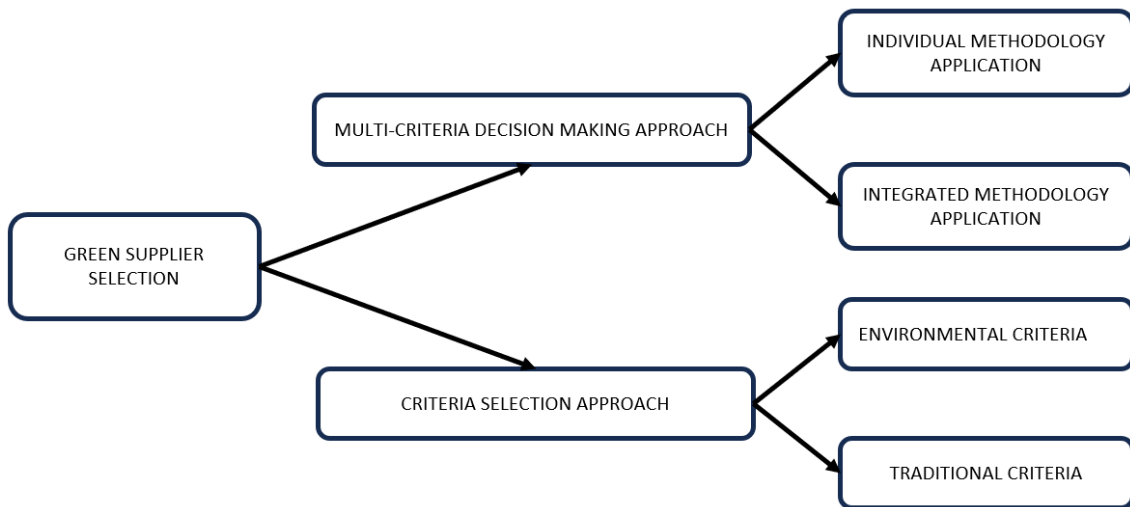 GREEN SUPPLIER
SELECTION
MULTI-CRITERIA DECISION MAKING APPROACH
INDIVIDUAL METHODOLOGY
APPLICATION
INTEGRATED METHODOLOGY
APPLICATION
CRITERIA SELECTION APPROACH
ENVIRONMENTAL CRITERIA
TRADITIONAL CRITERIA